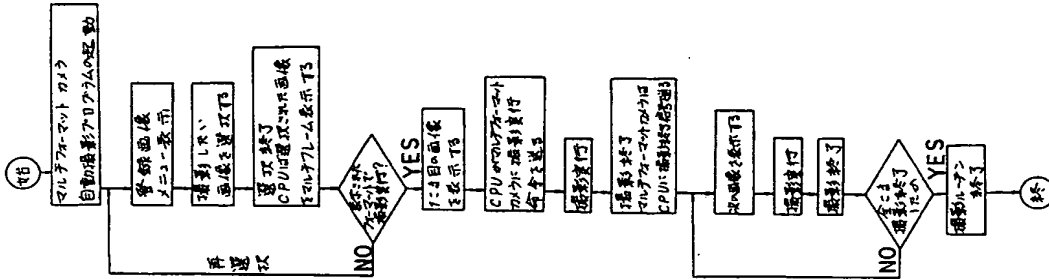 始
マルチフォーマット カメラ
自動撮影プログラムの起動
登録画像
メニュー表示
撮影したい
画像を選択する
選択終了
CPUは選択された画像
をマルチフレーム表示する
表示された
フォーマットで
撮影実行?
YES
NO
再選択
1こま目の画像
を表示する
CPUがマルチフォーマット
カメラに撮影実行
命令を送る
撮影実行
撮影終了
マルチフォーマットカメラは
CPUに撮影終了信号を送る
次の画像を表示する
撮影実行
撮影終了
全こま
撮影終了
したか
YES
NO
撮影ルーチン
終了
終